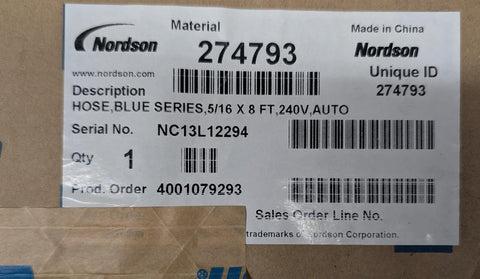 Nordson
Material
274793
Made in China
Nordson
www.nordson.com
Unique ID
274793
Description
HOSE,BLUE SERIES,5/16 X 8 FT,240V,AUTO
Serial No. NC13L12294
Qty 1
Prod. Order 4001079293
Sales Order Line No.
trademarks of Nordson Corporation.